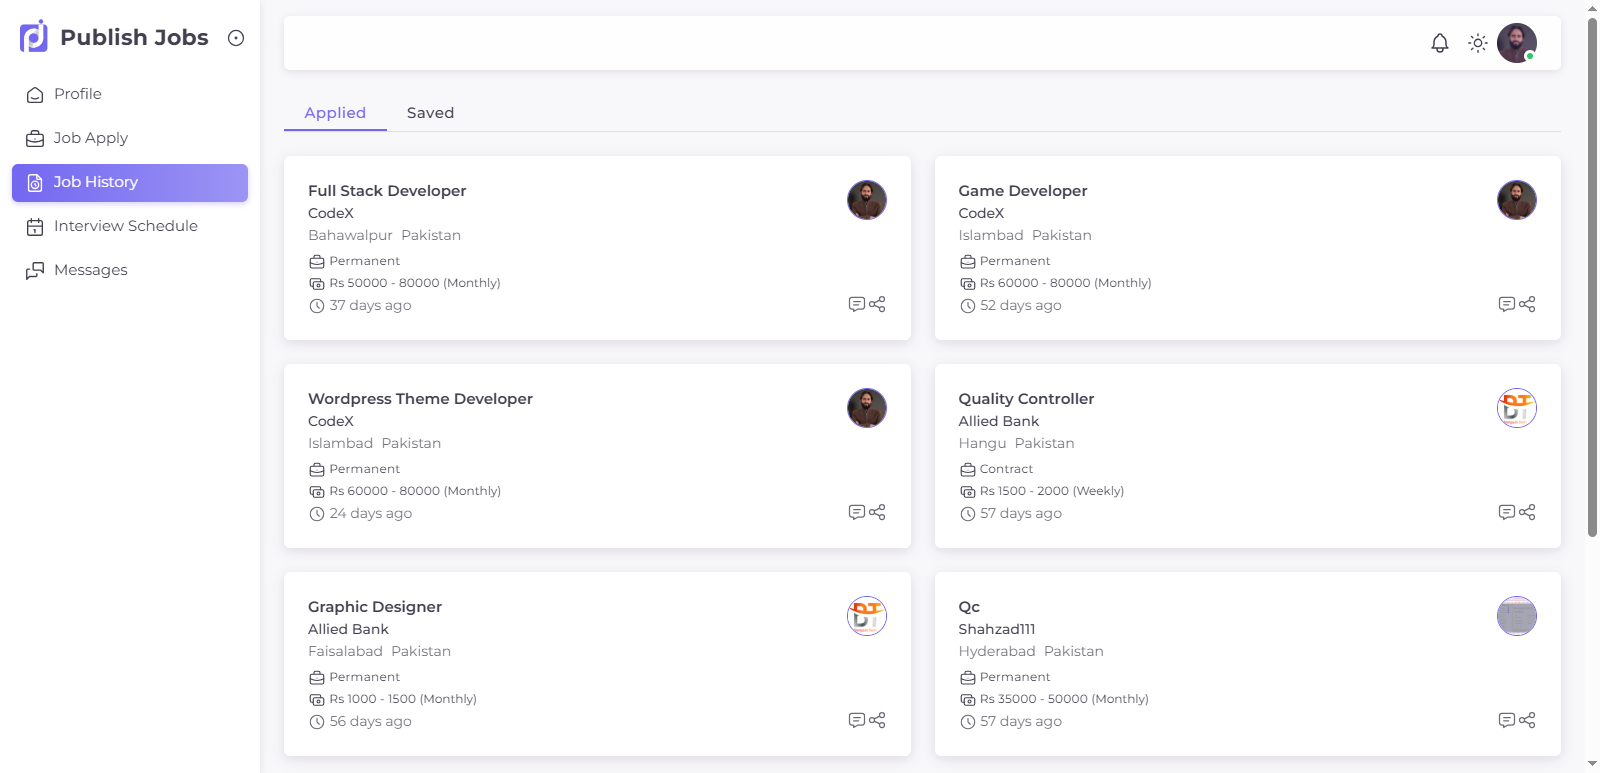 Publish Jobs
Profile
Job Apply
Job History
Interview Schedule
Messages
Applied
Saved
Full Stack Developer
CodeX
Bahawalpur Pakistan
Permanent
Rs 50000 - 80000 (Monthly)
37 days ago
Game Developer
CodeX
Islambad Pakistan
Permanent
Rs 60000 - 80000 (Monthly)
52 days ago
Wordpress Theme Developer
CodeX
Islambad Pakistan
Permanent
Rs 60000 - 80000 (Monthly)
24 days ago
Quality Controller
Allied Bank
Hangu Pakistan
Contract
Rs 1500 - 2000 (Weekly)
57 days ago
Graphic Designer
Allied Bank
Faisalabad Pakistan
Permanent
Rs 1000 - 1500 (Monthly)
56 days ago
Qc
Shahzad111
Hyderabad Pakistan
Permanent
Rs 35000 - 50000 (Monthly)
57 days ago